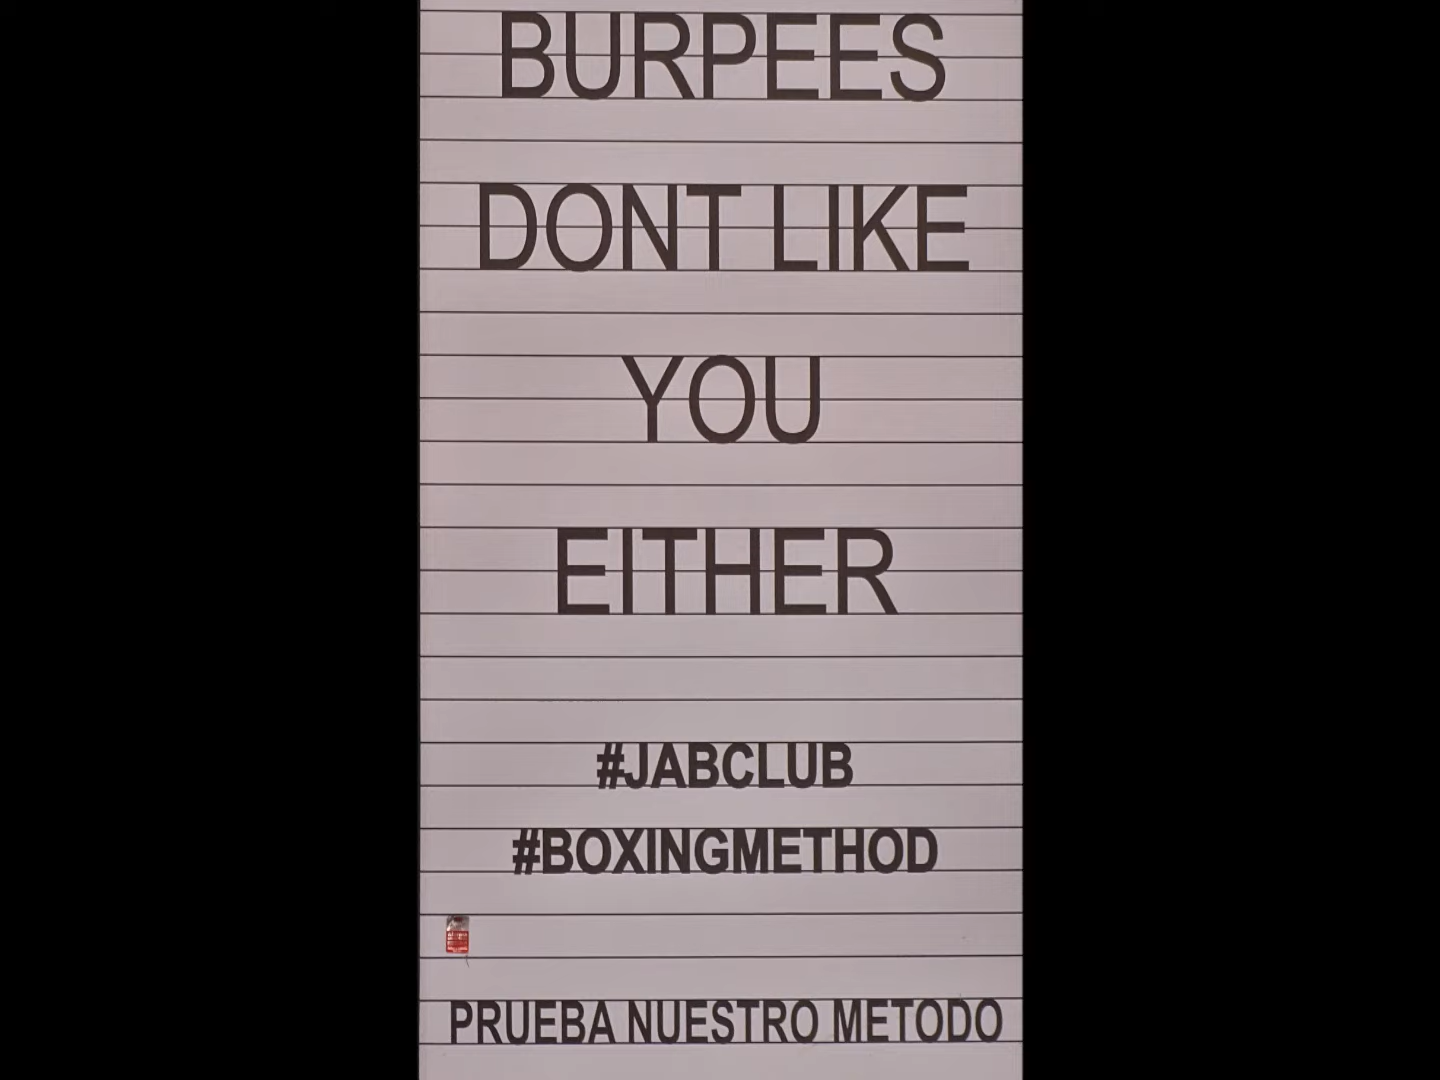 BURPEES
DONT LIKE
YOU
EITHER
#JABCLUB
#BOXINGMETHOD
PRUEBA NUESTRO METODO